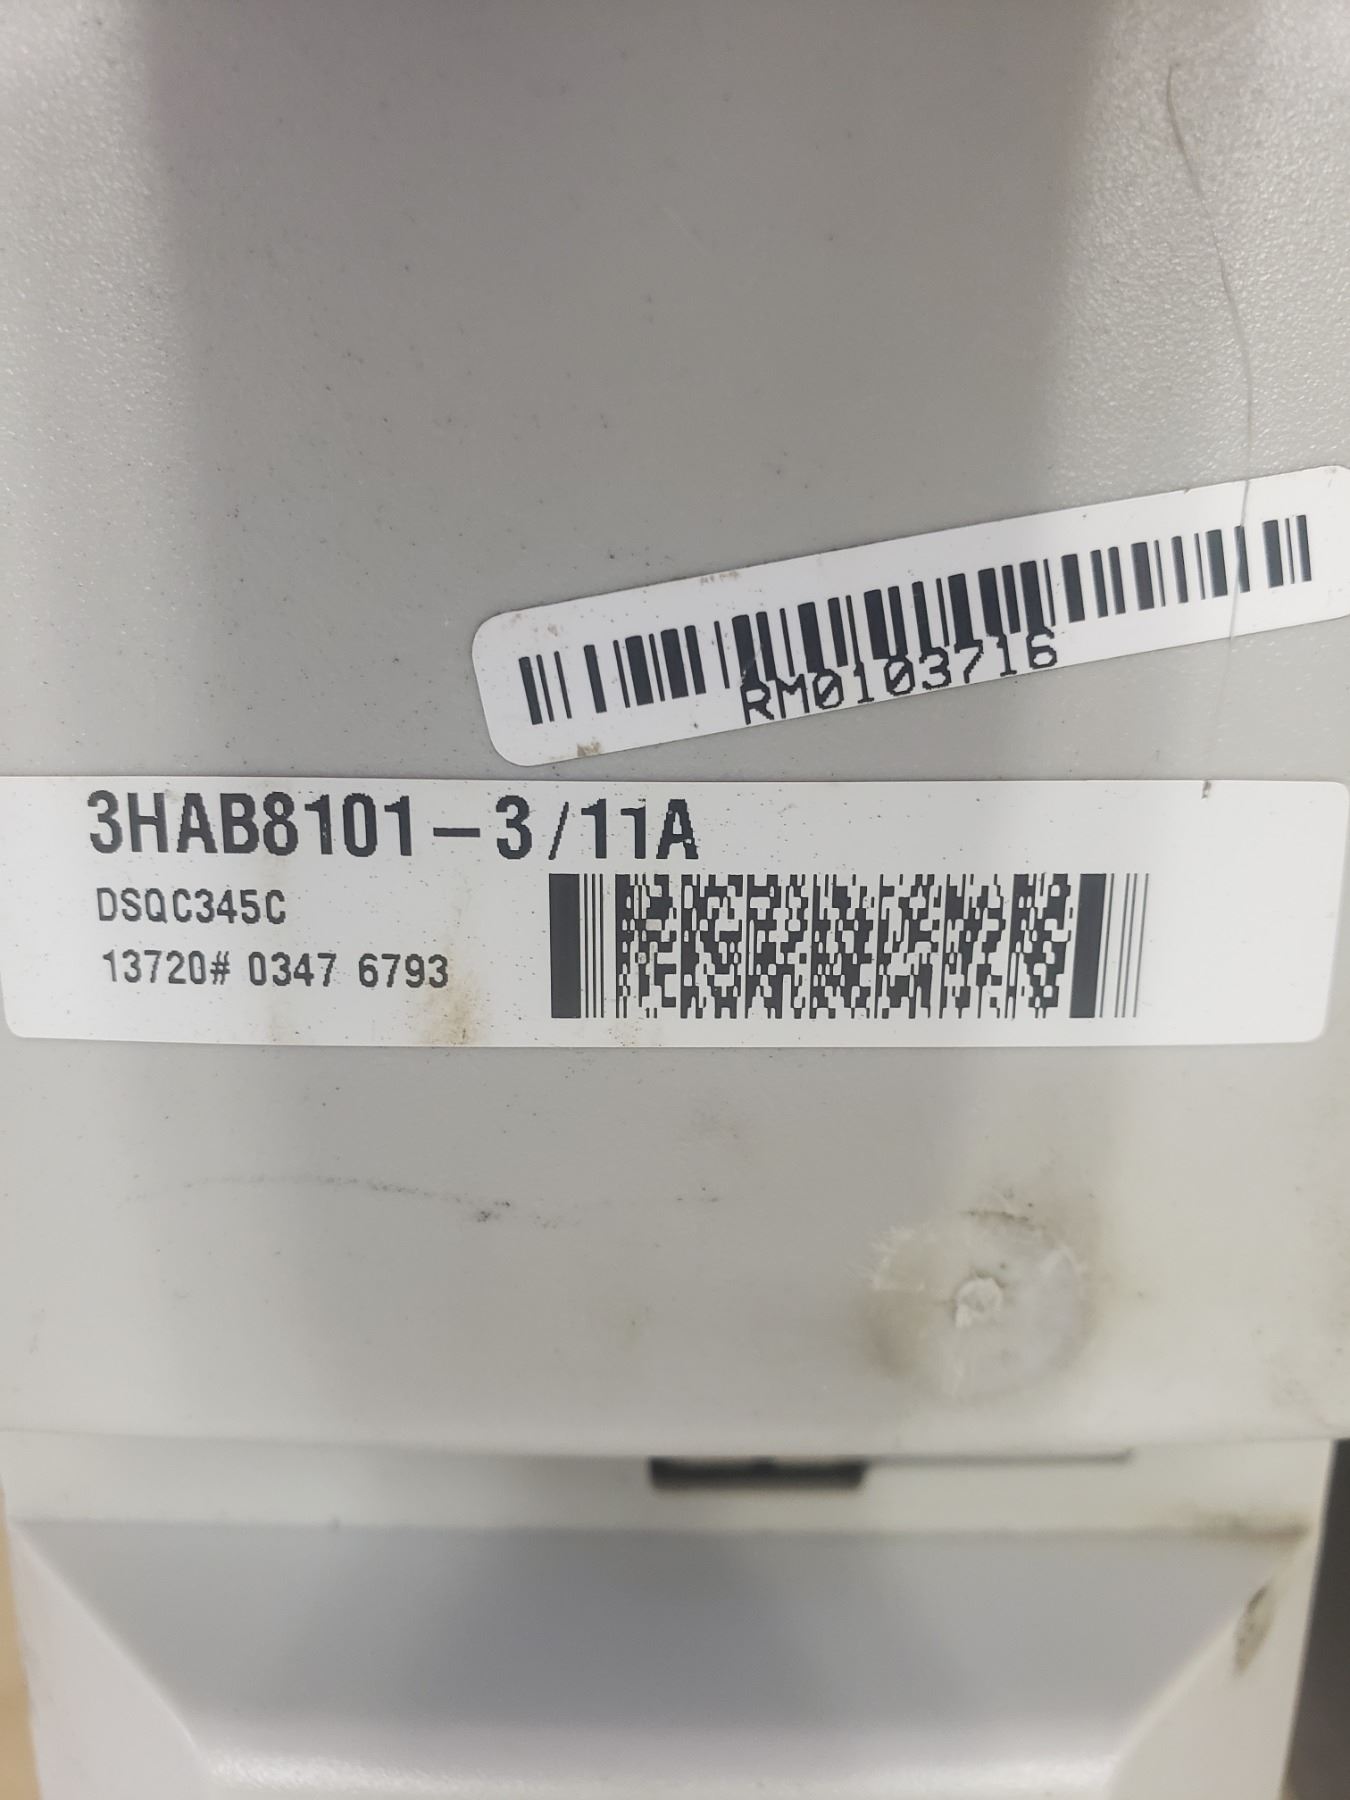 RM0103716
3HAB8101-3/11A
DSQC345C
13720# 0347 6793